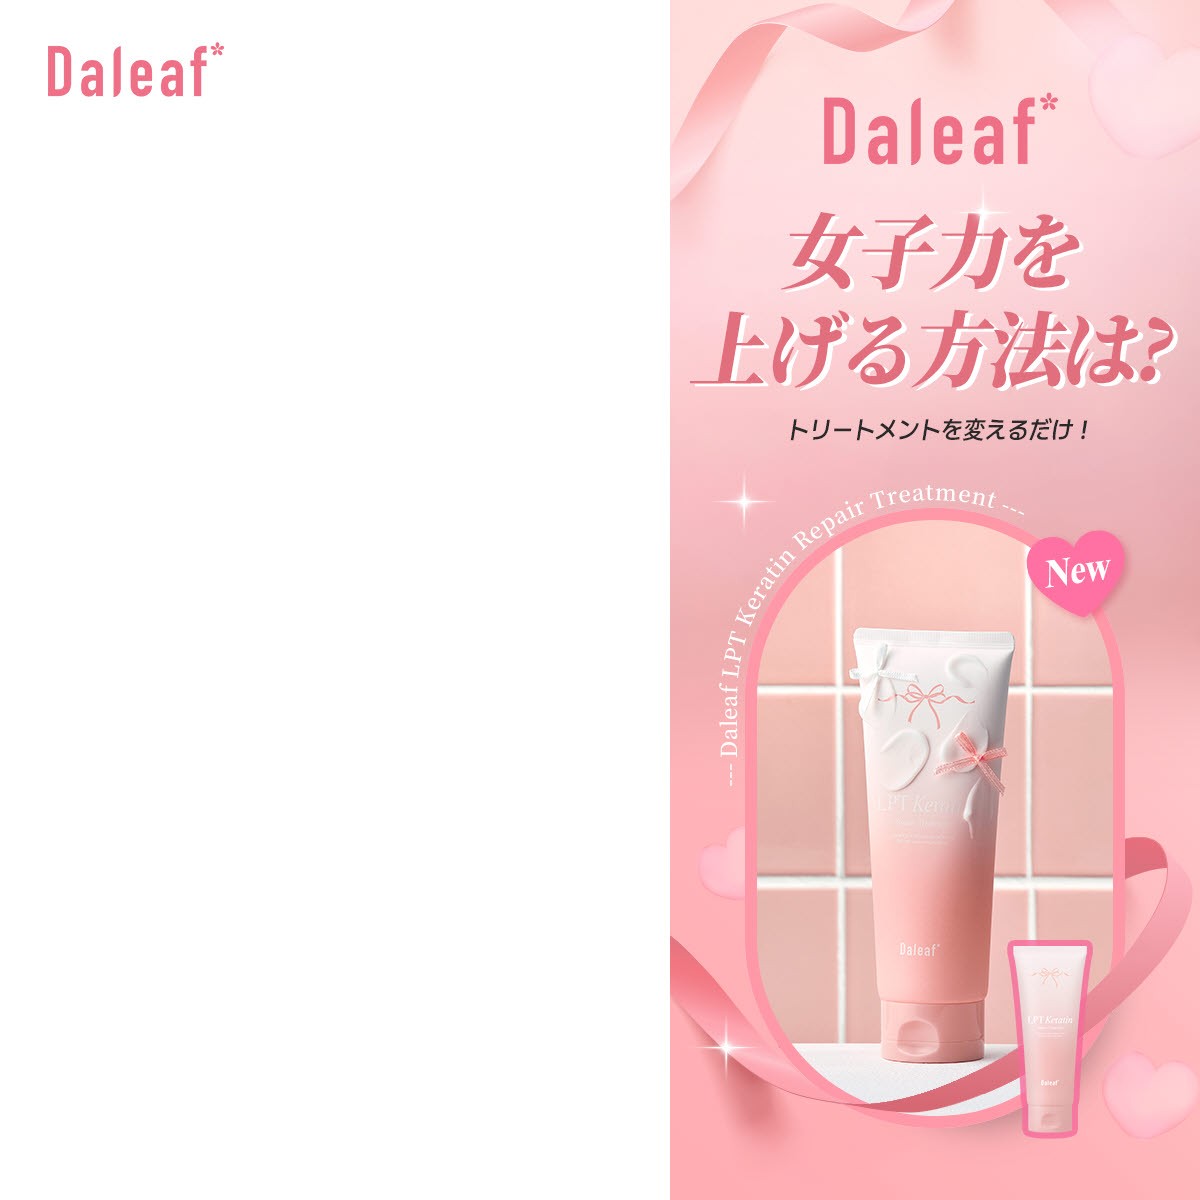 Daleaf*
Daleaf*
女子力を
上げる方法は?
トリートメントを変えるだけ！
--- Daleaf LPT Keratin Repair Treatment ---
New
LPT Kerat
Daleaf*
LPT Keratin
Daleaf*